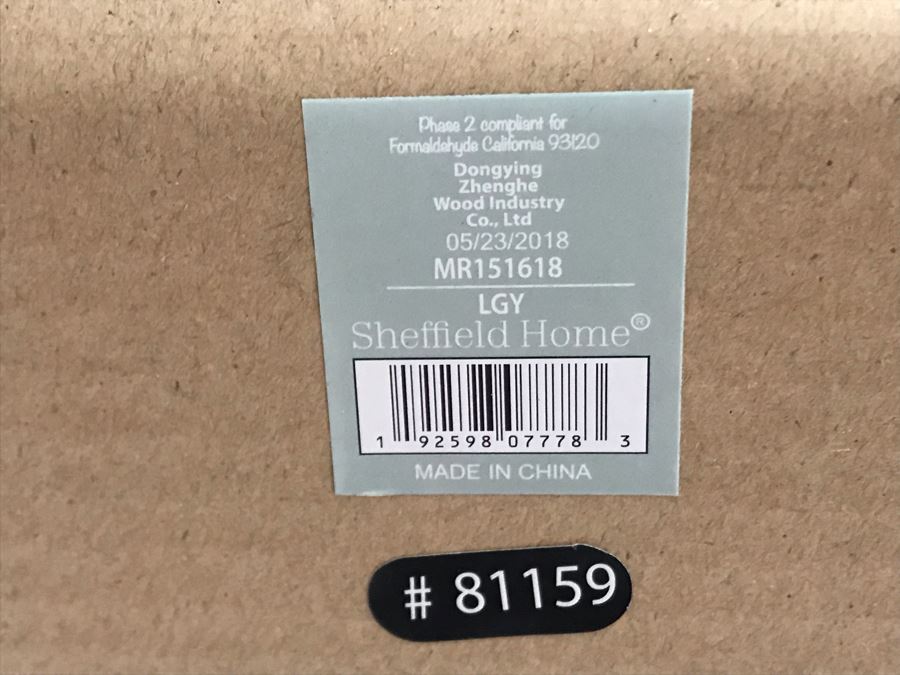 Phase 2 compliant for
Formaldehyde California 93120
Dongying
Zhenghe
Wood Industry
Co., Ltd
05/23/2018
MR151618
LGY
Sheffield Home®
1 92598 07778 3
MADE IN CHINA
# 81159